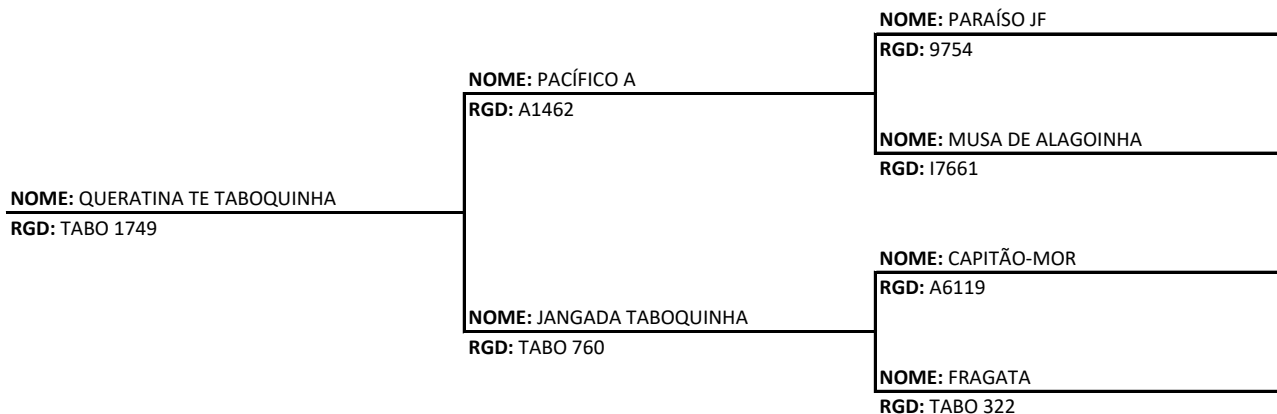 NOME: PARAÍSO JF
RGD: 9754
NOME: PACÍFICO A
RGD: A1462
NOME: MUSA DE ALAGOINHA
RGD: I7661
NOME: QUERATINA TE TABOQUINHA
RGD: TABO 1749
NOME: CAPITÃO-MOR
RGD: A6119
NOME: JANGADA TABOQUINHA
RGD: TABO 760
NOME: FRAGATA
RGD: TABO 322